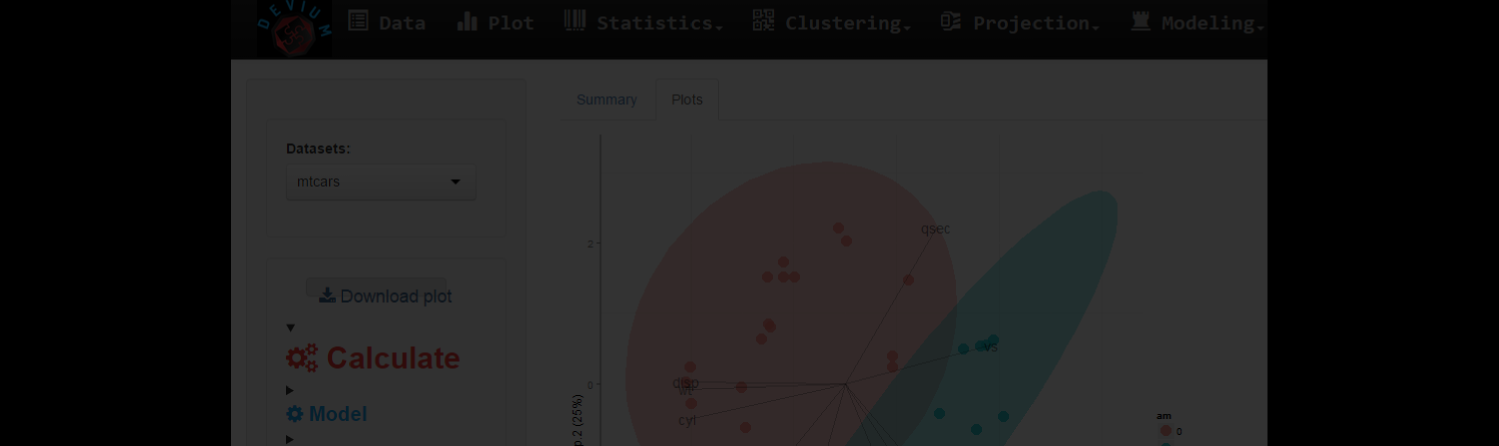 DEVIUM
Data Plot Statistics Clustering Projection Modeling
Summary Plots
Datasets:
mtcars
Download plot
Calculate
Model
2
0
p.2 (25%)
qsec
vs
disp
wt
cyl
am
0